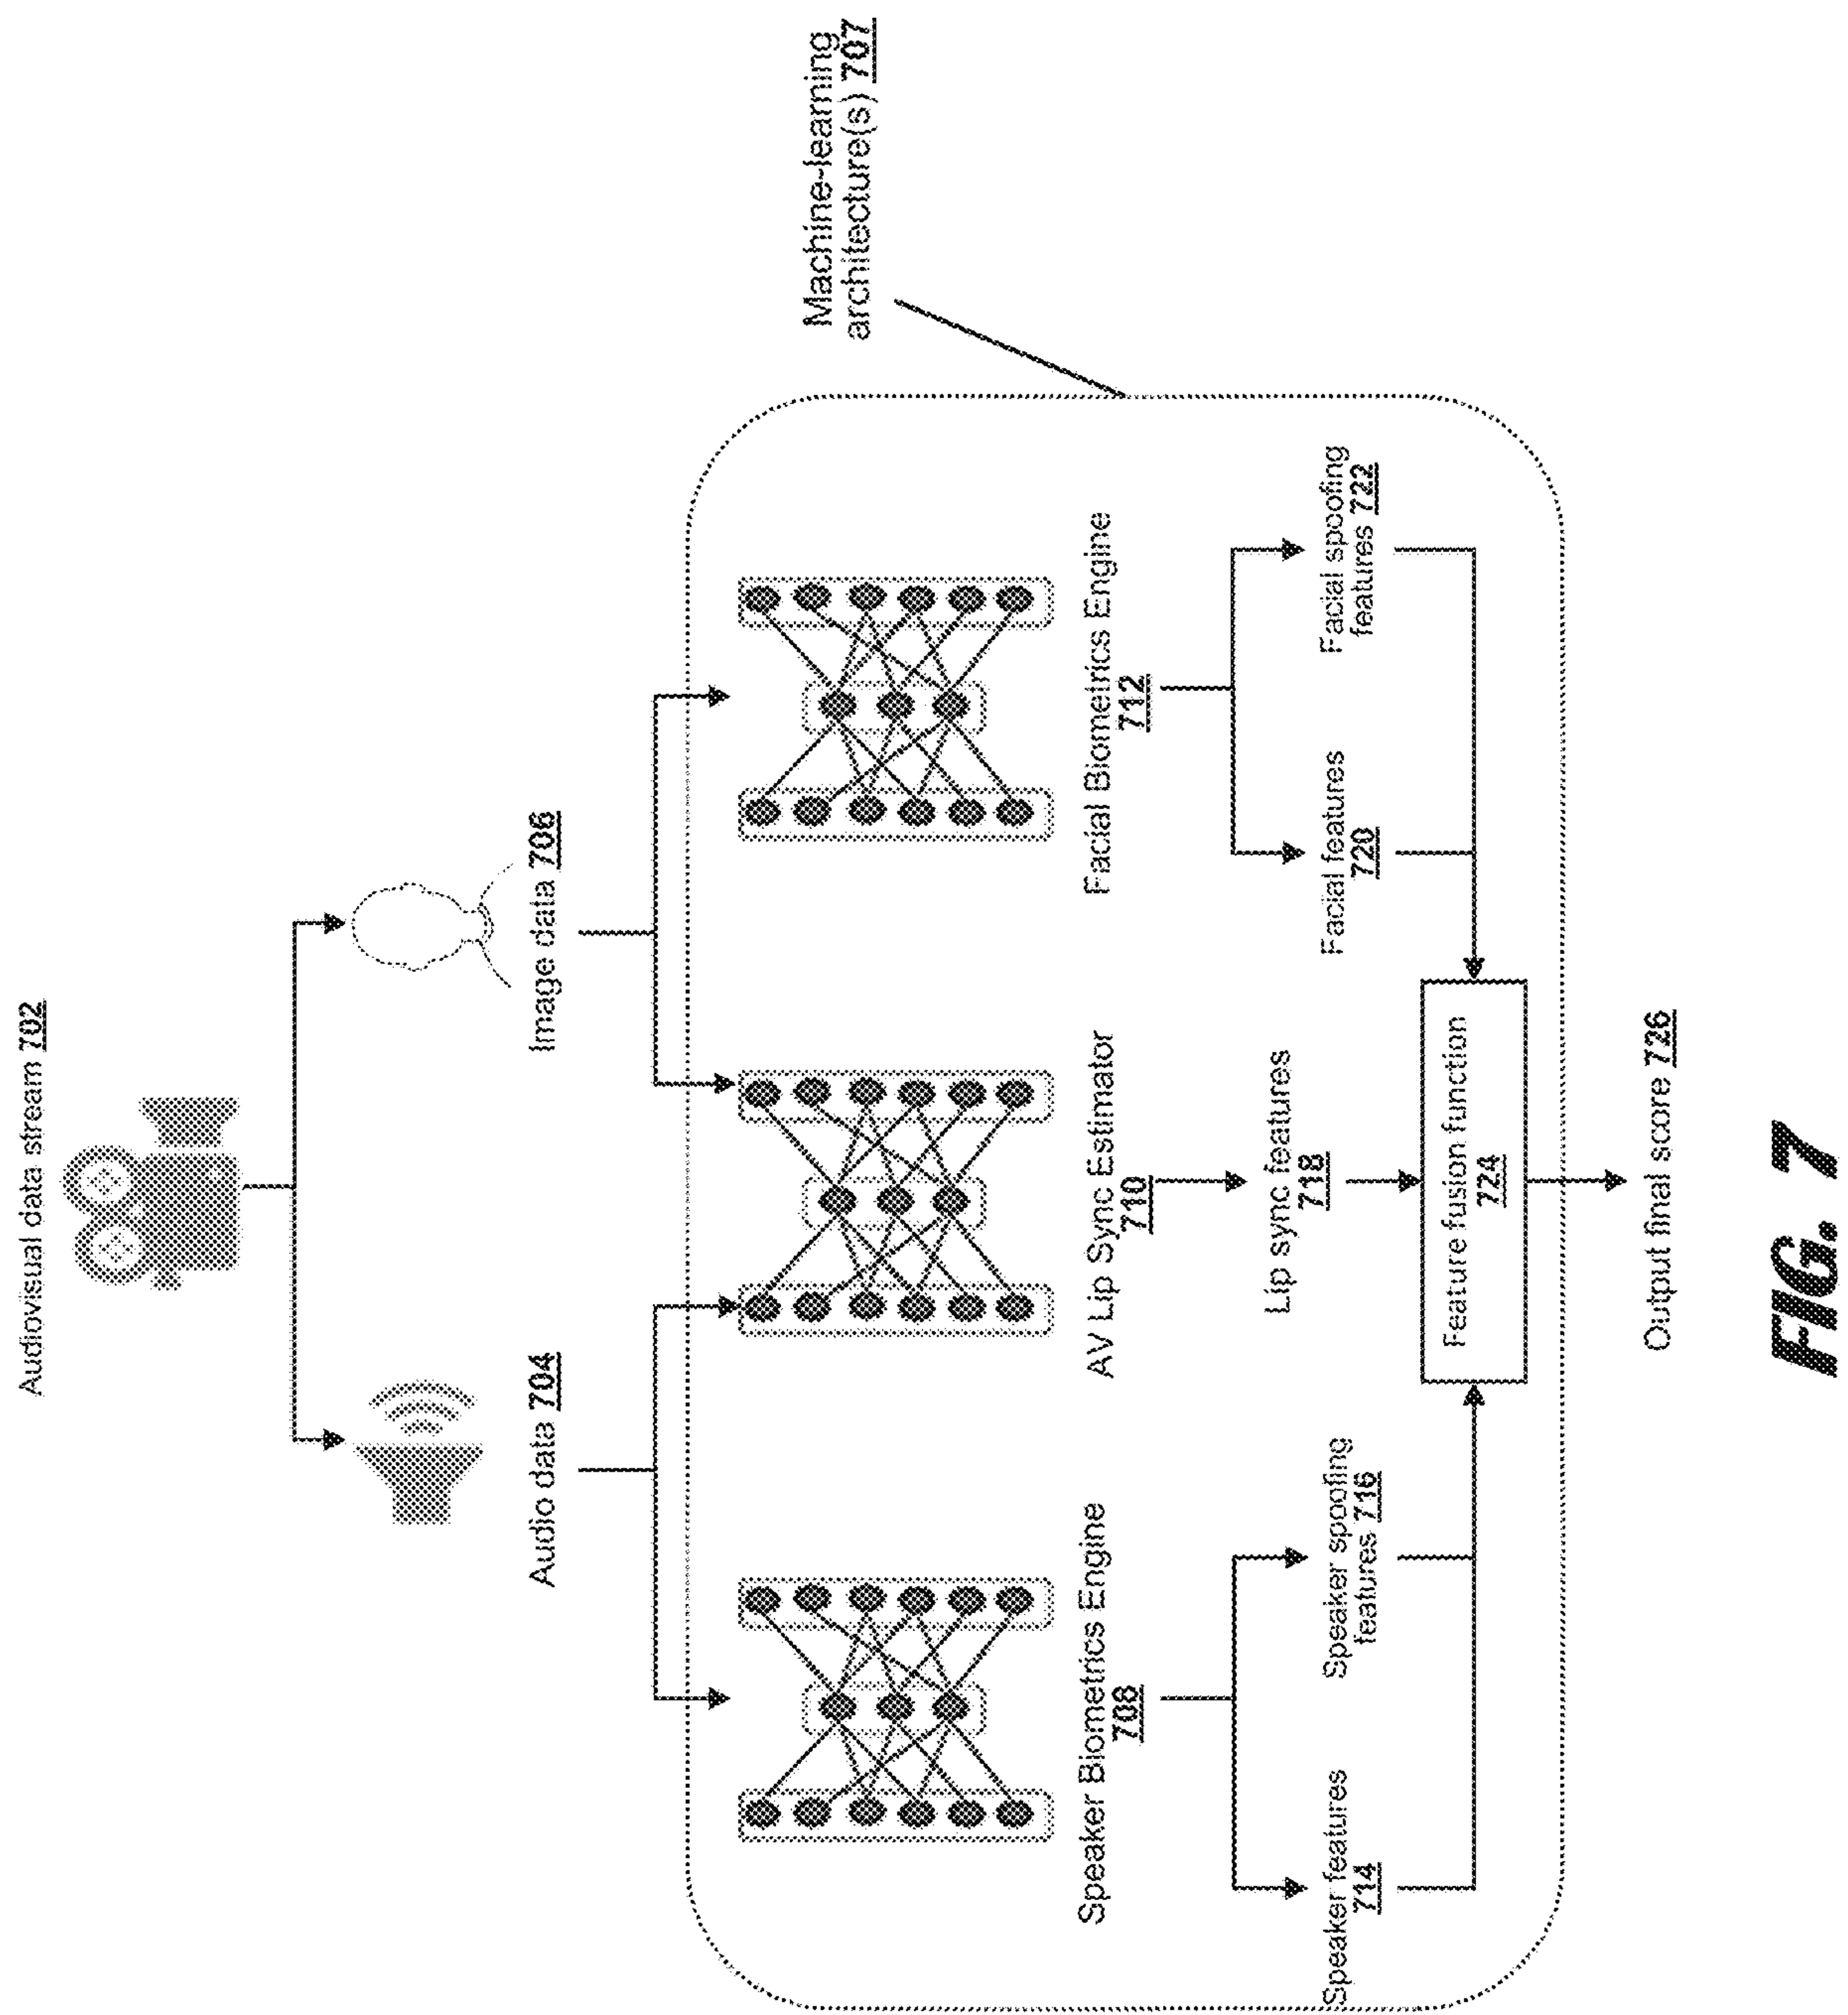 Audiovisual data stream 702
Audio data 704
Image data 706
Machine-learning
architecture(s) 707
Speaker Biometrics Engine
708
AV Lip Sync Estimator
710
Facial Biometrics Engine
712
Speaker features
714
Speaker spoofing
features 716
Lip sync features
718
Facial features
720
Facial spoofing
features 722
Feature fusion function
724
Output final score 726
FIG. 7